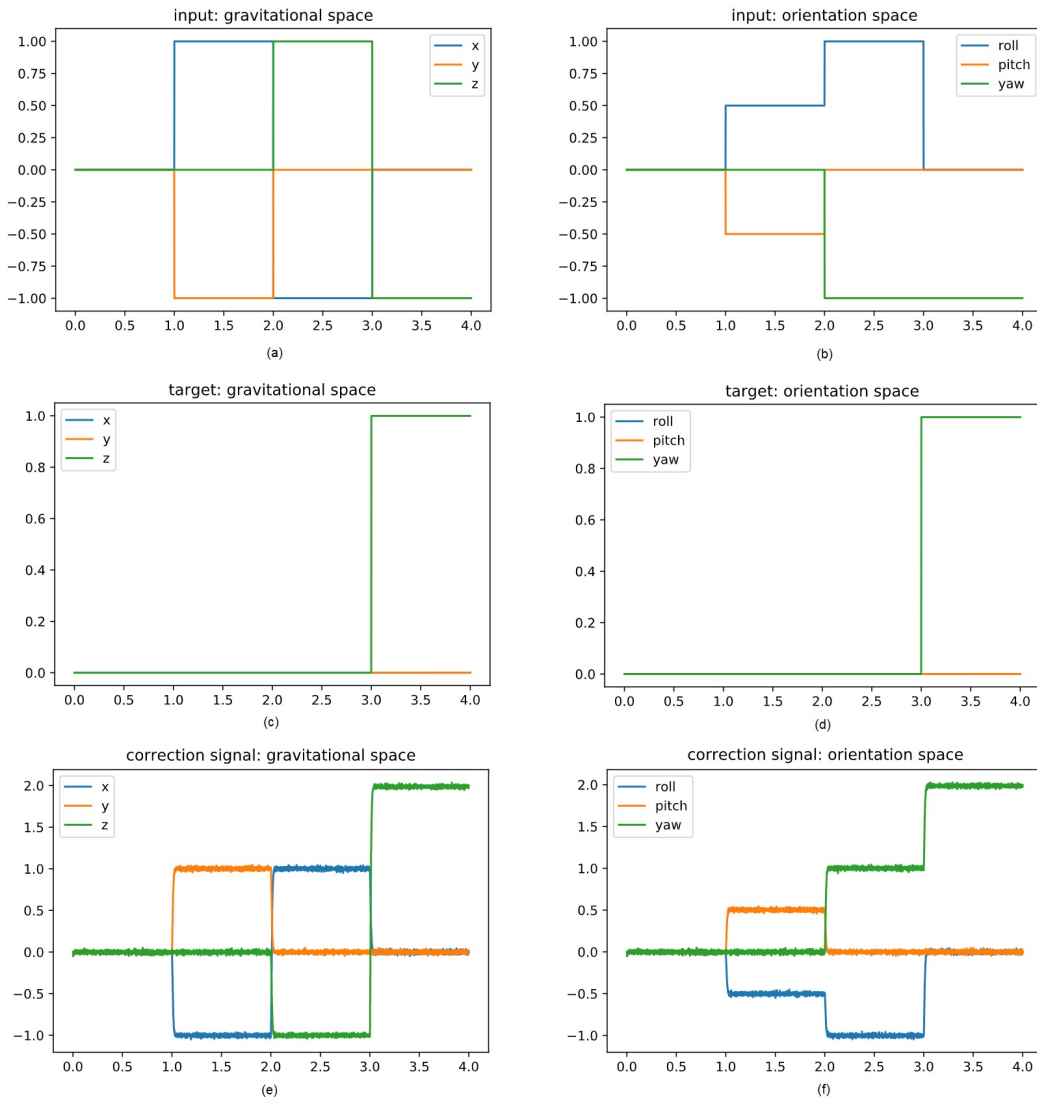 input: gravitational space
1.00
0.75
0.50
0.25
0.00
−0.25
−0.50
−0.75
−1.00
x
y
z
0.0 0.5 1.0 1.5 2.0 2.5 3.0 3.5 4.0
(a)
input: orientation space
1.00
0.75
0.50
0.25
0.00
−0.25
−0.50
−0.75
−1.00
roll
pitch
yaw
0.0 0.5 1.0 1.5 2.0 2.5 3.0 3.5 4.0
(b)
target: gravitational space
1.0
0.8
0.6
0.4
0.2
0.0
x
y
z
0.0 0.5 1.0 1.5 2.0 2.5 3.0 3.5 4.0
(c)
target: orientation space
1.0
0.8
0.6
0.4
0.2
0.0
roll
pitch
yaw
0.0 0.5 1.0 1.5 2.0 2.5 3.0 3.5 4.0
(d)
correction signal: gravitational space
2.0
1.5
1.0
0.5
0.0
−0.5
−1.0
x
y
z
0.0 0.5 1.0 1.5 2.0 2.5 3.0 3.5 4.0
(e)
correction signal: orientation space
2.0
1.5
1.0
0.5
0.0
−0.5
−1.0
roll
pitch
yaw
0.0 0.5 1.0 1.5 2.0 2.5 3.0 3.5 4.0
(f)